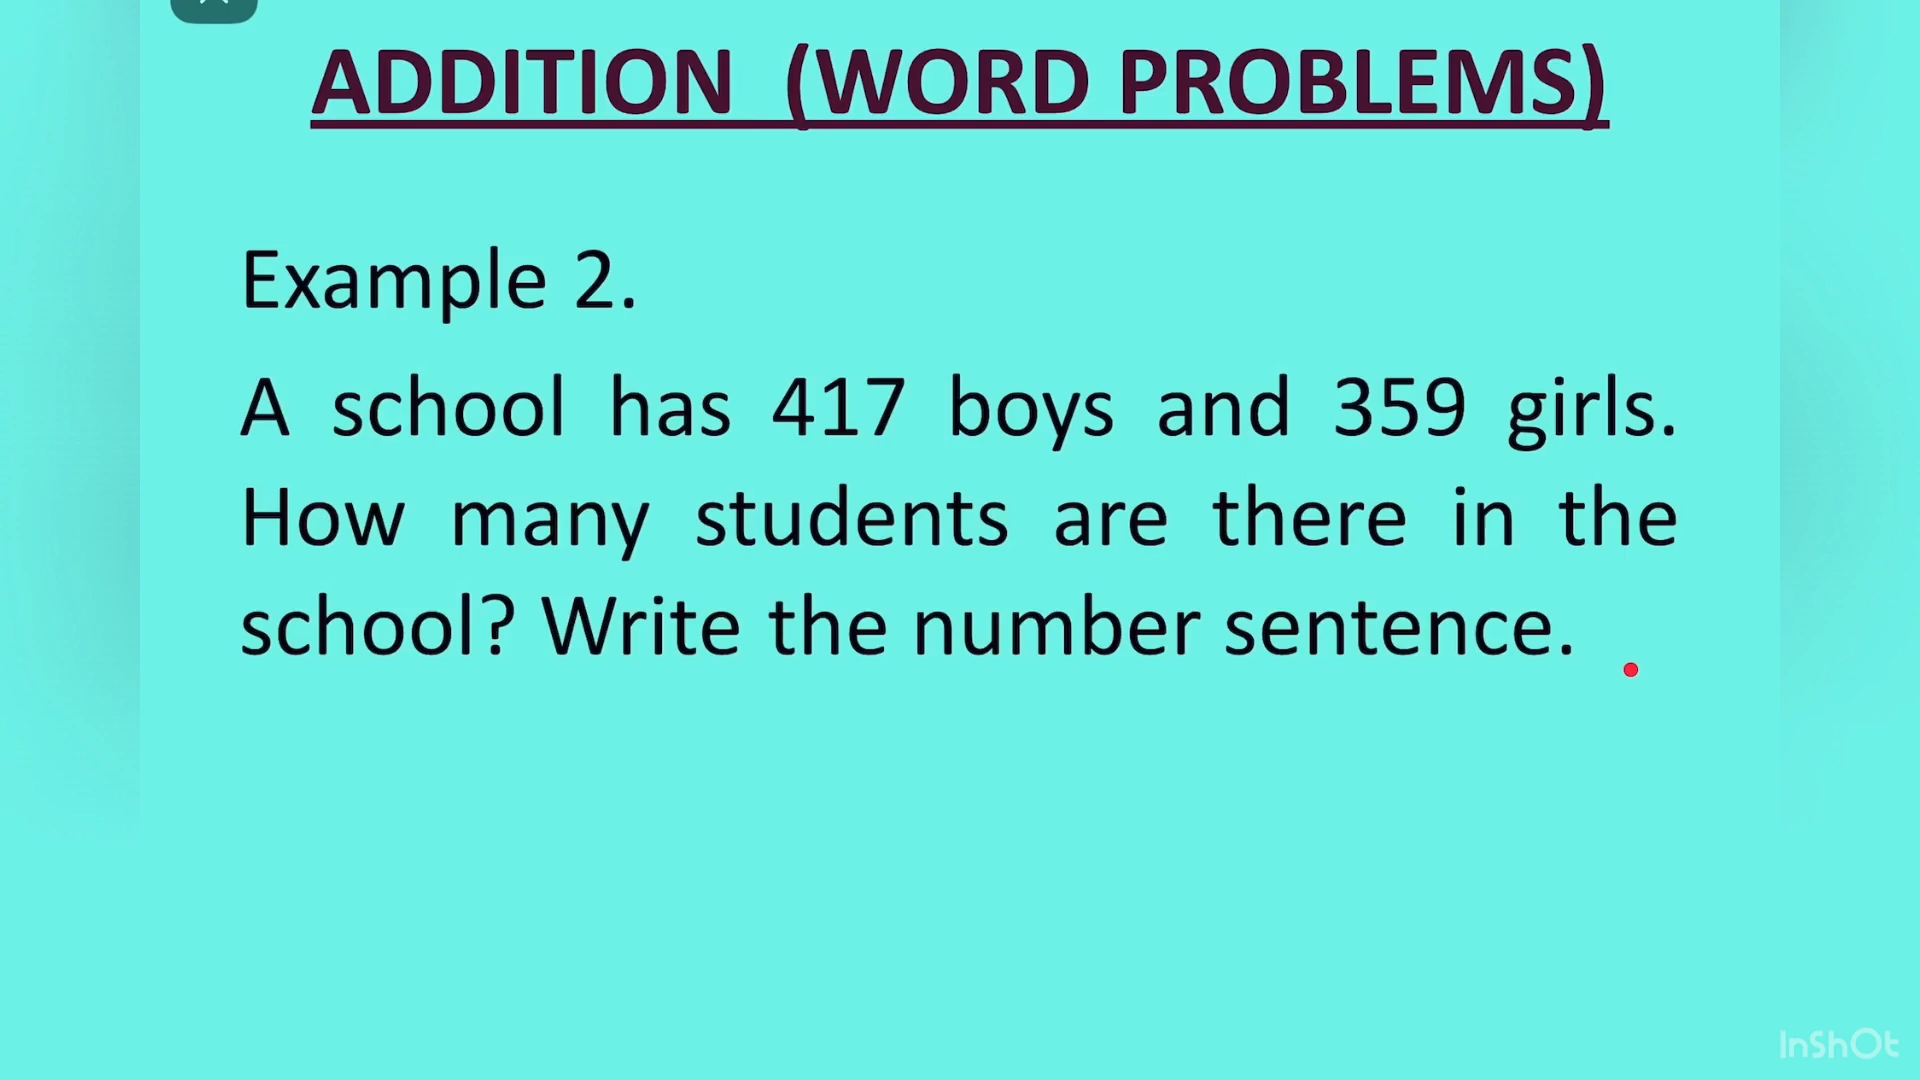 ADDITION (WORD PROBLEMS)
Example 2.
A school has 417 boys and 359 girls.
How many students are there in the
school? Write the number sentence.
InShOt